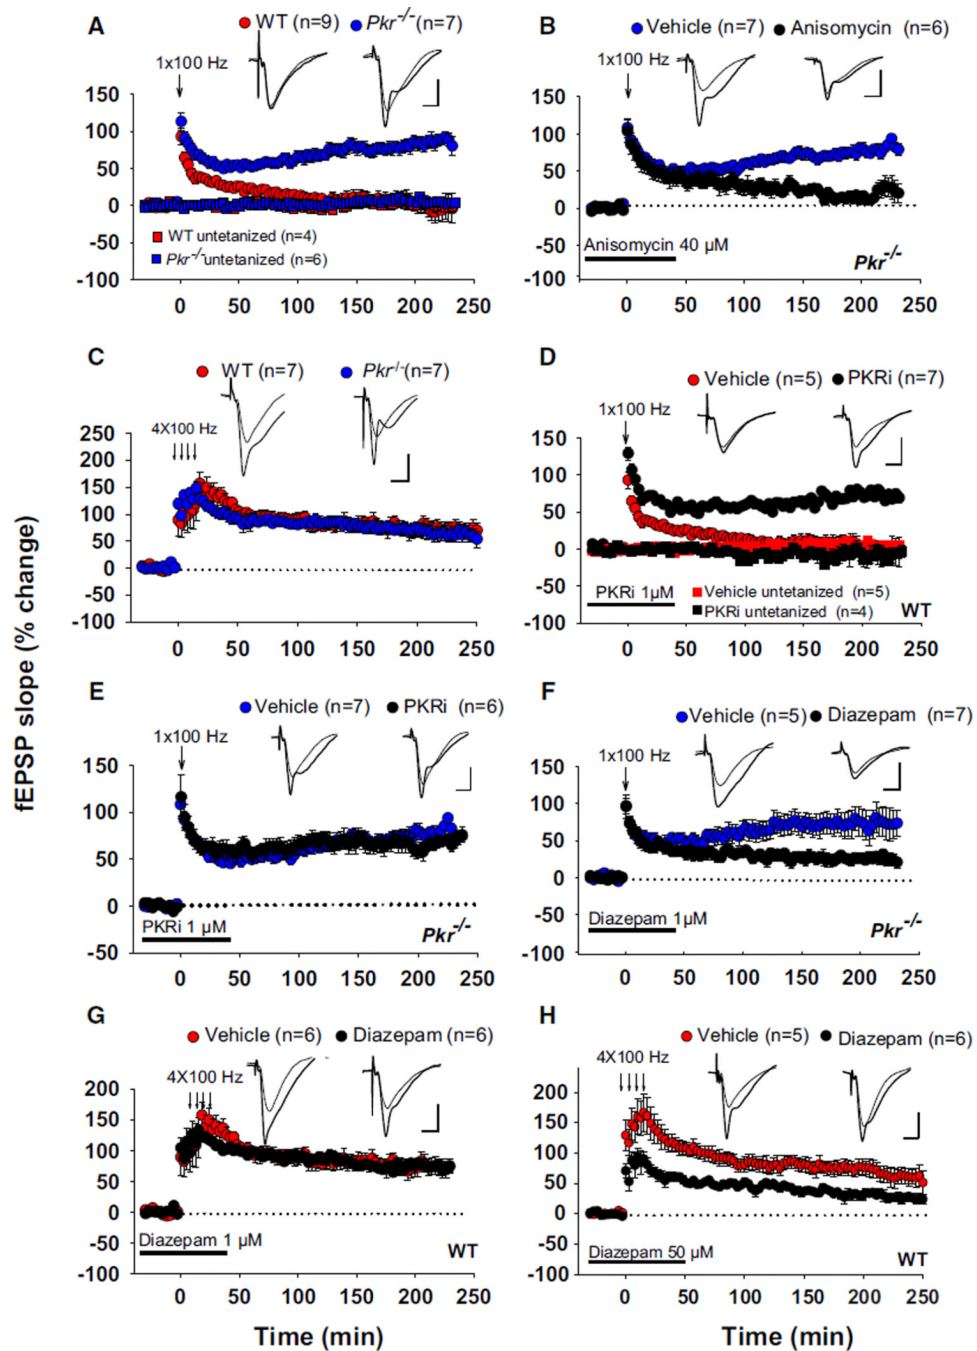 A
WT (n=9) Pkr-/-(n=7)
1x100 Hz
150
100
50
0
-50
-100
WT untetanized (n=4)
Pkr-/-untetanized (n=6)
0 50 100 150 200 250
B
Vehicle (n=7) Anisomycin (n=6)
1x100 Hz
150
100
50
0
-50
-100
Anisomycin 40 µM
Pkr-/-
0 50 100 150 200 250
C
WT (n=7) Pkr-/-(n=7)
4X100 Hz
250
200
150
100
50
0
-50
-100
0 50 100 150 200 250
D
Vehicle (n=5) PKRi (n=7)
1x100 Hz
150
100
50
0
-50
-100
PKRi 1µM
Vehicle untetanized (n=5)
PKRi untetanized (n=4)
WT
0 50 100 150 200 250
fEPSP slope (% change)
E
Vehicle (n=7) PKRi (n=6)
1x100 Hz
150
100
50
0
-50
PKRi 1 µM
Pkr-/-
0 50 100 150 200 250
F
Vehicle (n=5) Diazepam (n=7)
1x100 Hz
150
100
50
0
-50
-100
Diazepam 1µM
Pkr-/-
0 50 100 150 200 250
G
Vehicle (n=6) Diazepam (n=6)
4X100 Hz
200
150
100
50
0
-50
-100
Diazepam 1 µM
WT
0 50 100 150 200 250
Time (min)
H
Vehicle (n=5) Diazepam (n=6)
4X100 Hz
200
150
100
50
0
-50
-100
Diazepam 50 µM
WT
0 50 100 150 200 250
Time (min)